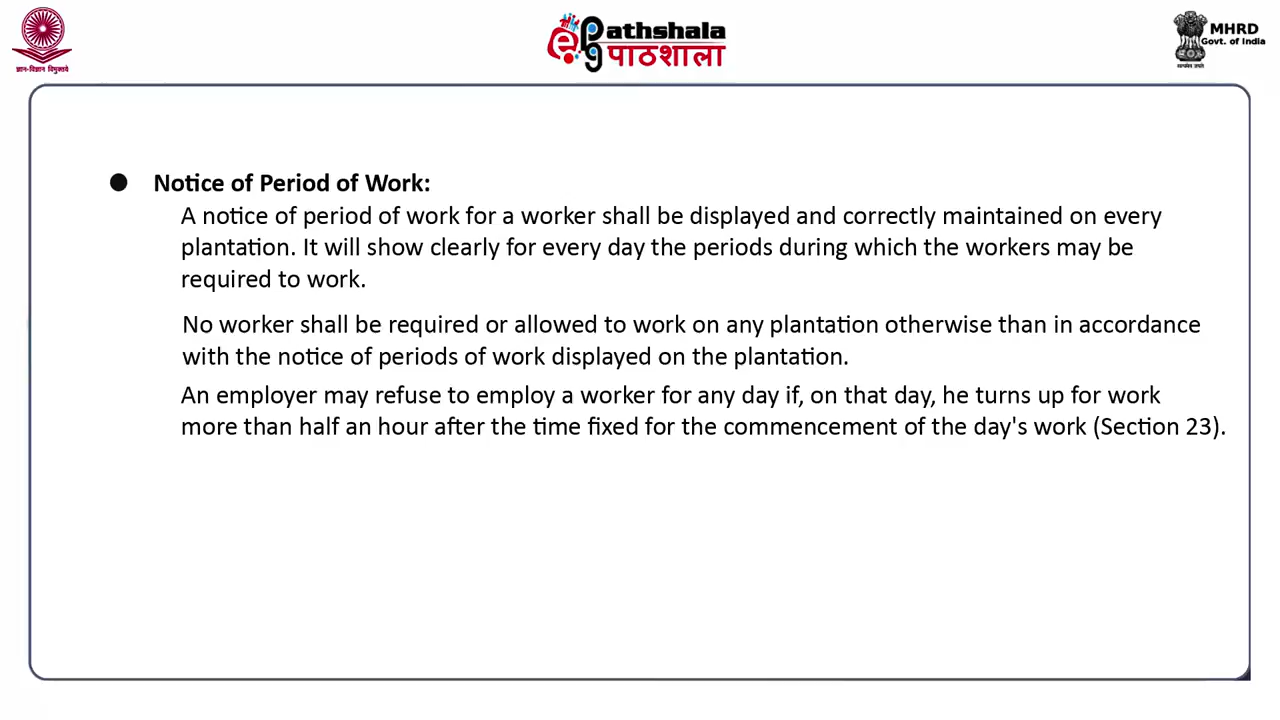 ज्ञान-विज्ञान विमुक्तये
ePathshala
पाठशाला
MHRD
Govt. of India
सत्यमेव जयते
● Notice of Period of Work:
A notice of period of work for a worker shall be displayed and correctly maintained on every
plantation. It will show clearly for every day the periods during which the workers may be
required to work.
No worker shall be required or allowed to work on any plantation otherwise than in accordance
with the notice of periods of work displayed on the plantation.
An employer may refuse to employ a worker for any day if, on that day, he turns up for work
more than half an hour after the time fixed for the commencement of the day's work (Section 23).